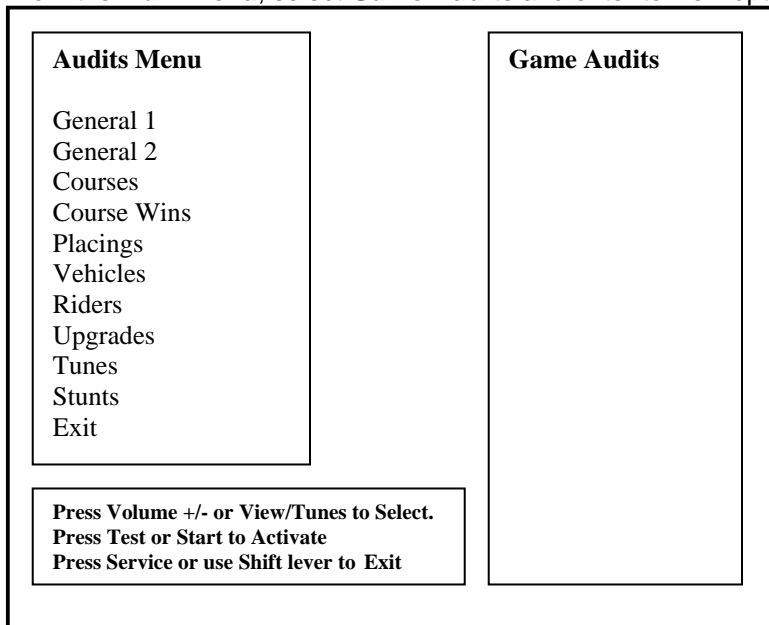 Audits Menu
General 1
General 2
Courses
Course Wins
Placings
Vehicles
Riders
Upgrades
Tunes
Stunts
Exit
Game Audits
Press Volume +/- or View/Tunes to Select.
Press Test or Start to Activate
Press Service or use Shift lever to Exit